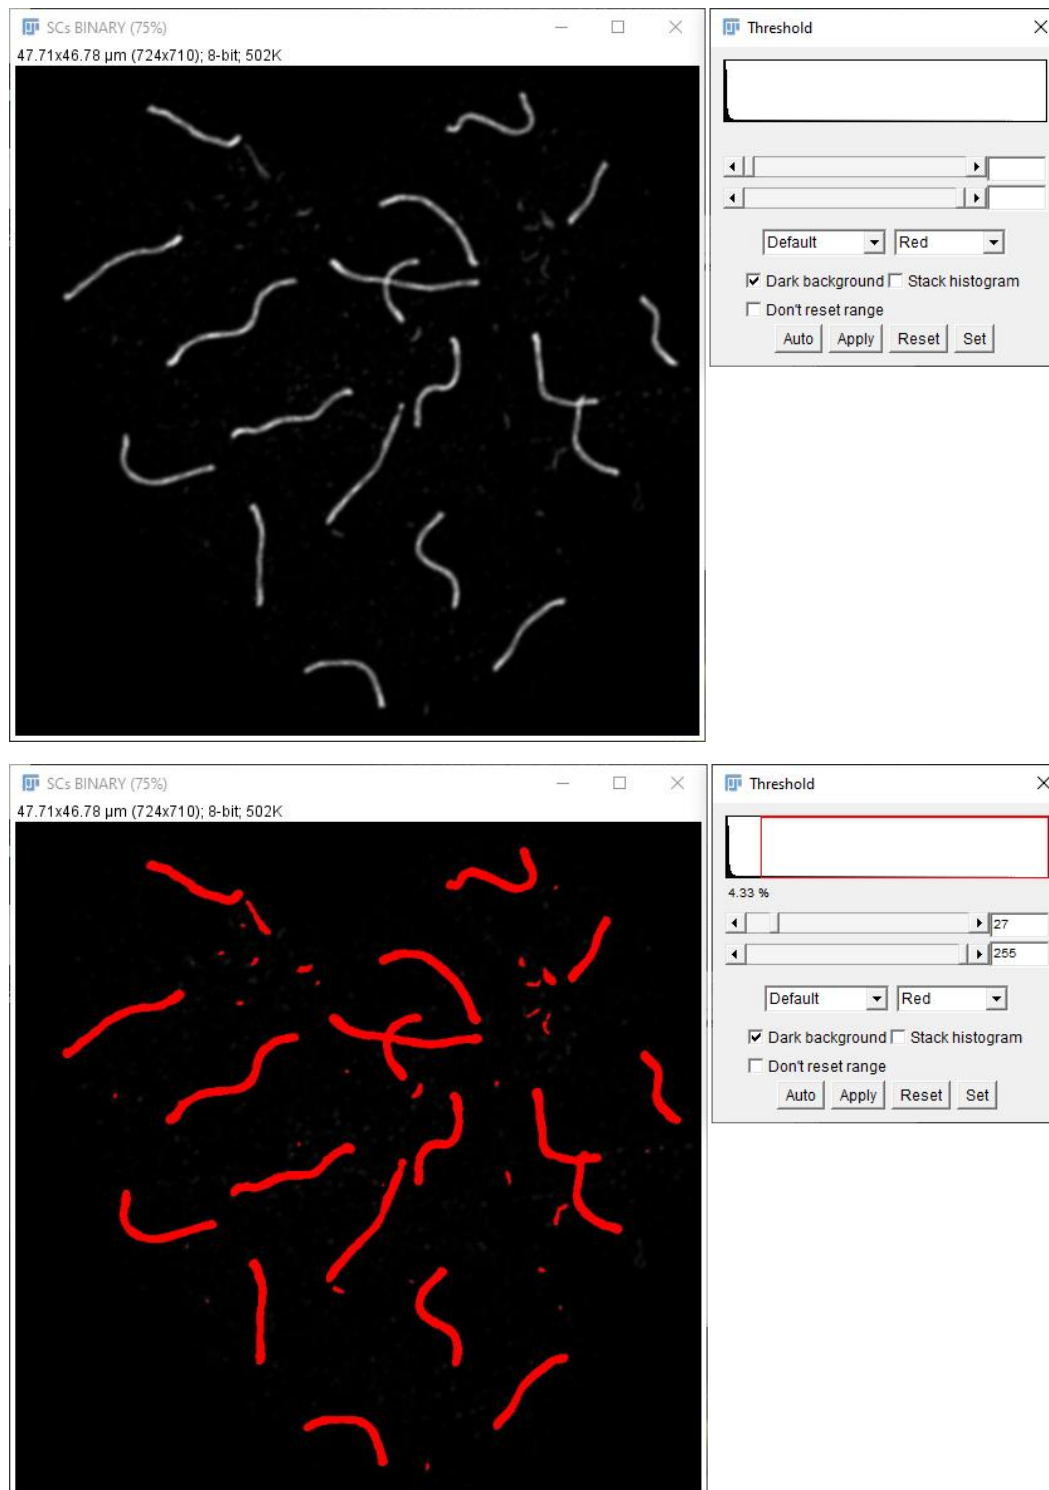 SCs BINARY (75%)
47.71x46.78 µm (724x710); 8-bit; 502K
Threshold
Default Red
Dark background Stack histogram
Don't reset range
Auto Apply Reset Set
SCs BINARY (75%)
47.71x46.78 µm (724x710); 8-bit; 502K
Threshold
4.33 %
27
255
Default Red
Dark background Stack histogram
Don't reset range
Auto Apply Reset Set